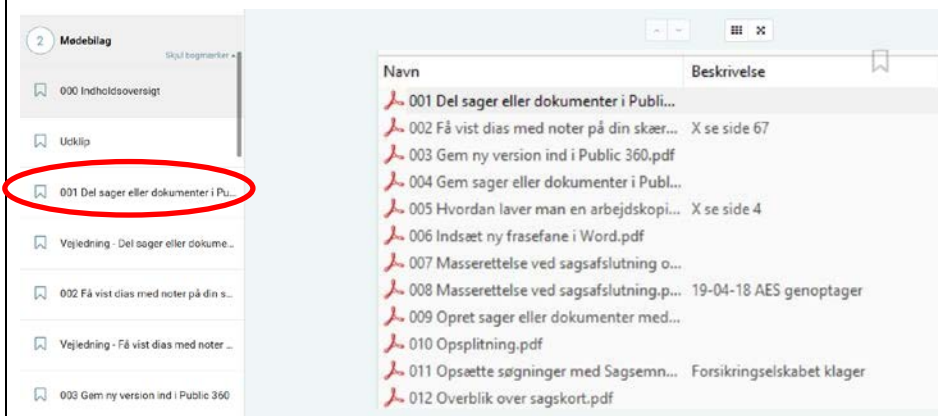 2 Mødebilag
Skjul bogmærker
000 Indholdsoversigt
Udklip
001 Del sager eller dokumenter i Pu...
Vejledning - Del sager eller dokume...
002 Få vist dias med noter på din s...
Vejledning - Få vist dias med noter ...
003 Gem ny version ind i Public 360
Navn Beskrivelse
001 Del sager eller dokumenter i Publi...
002 Få vist dias med noter på din skær... X se side 67
003 Gem ny version ind i Public 360.pdf
004 Gem sager eller dokumenter i Publ...
005 Hvordan laver man en arbejdskopi... X se side 4
006 Indsæt ny frasefane i Word.pdf
007 Masserettelse ved sagsafslutning o...
008 Masserettelse ved sagsafslutning.p... 19-04-18 AES genoptager
009 Opret sager eller dokumenter med...
010 Opsplitning.pdf
011 Opsætte søgninger med Sagsemn... Forsikringselskabet klager
012 Overblik over sagskort.pdf